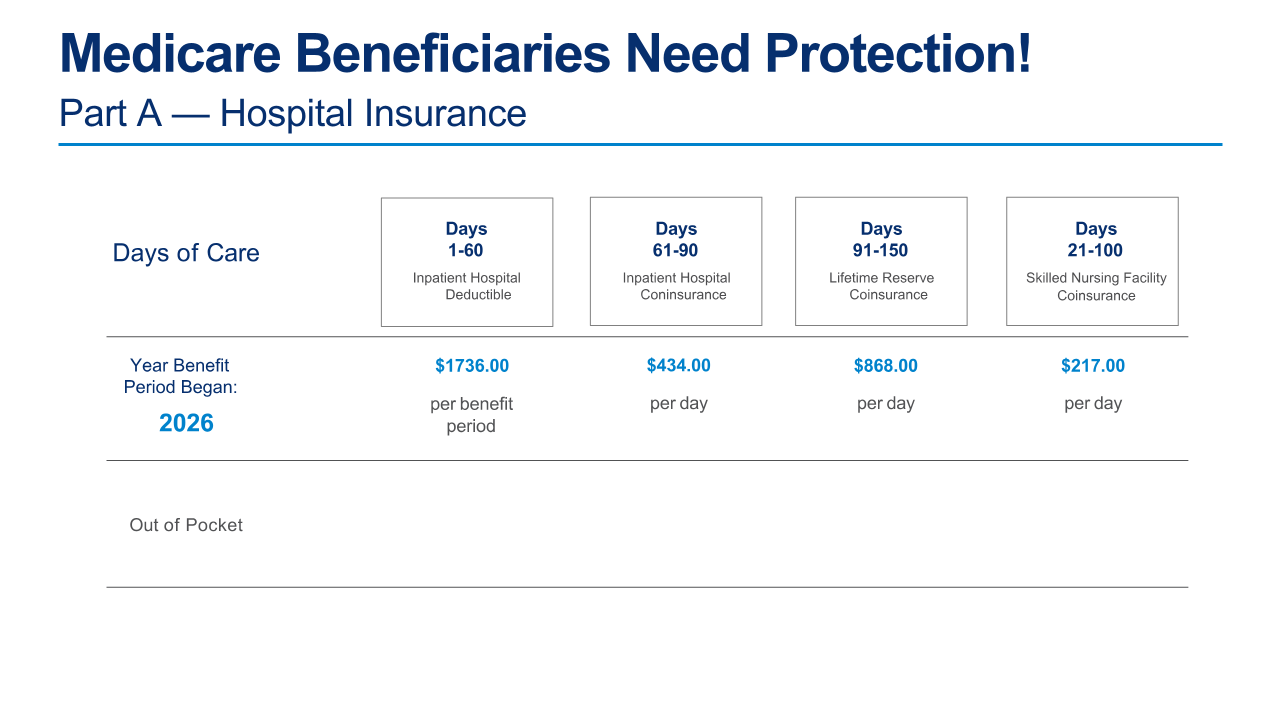 Medicare Beneficiaries Need Protection!
Part A — Hospital Insurance
Days of Care
Days
1-60
Inpatient Hospital
Deductible
Days
61-90
Inpatient Hospital
Coninsurance
Days
91-150
Lifetime Reserve
Coinsurance
Days
21-100
Skilled Nursing Facility
Coinsurance
Year Benefit
Period Began:
2026
$1736.00
per benefit
period
$434.00
per day
$868.00
per day
$217.00
per day
Out of Pocket